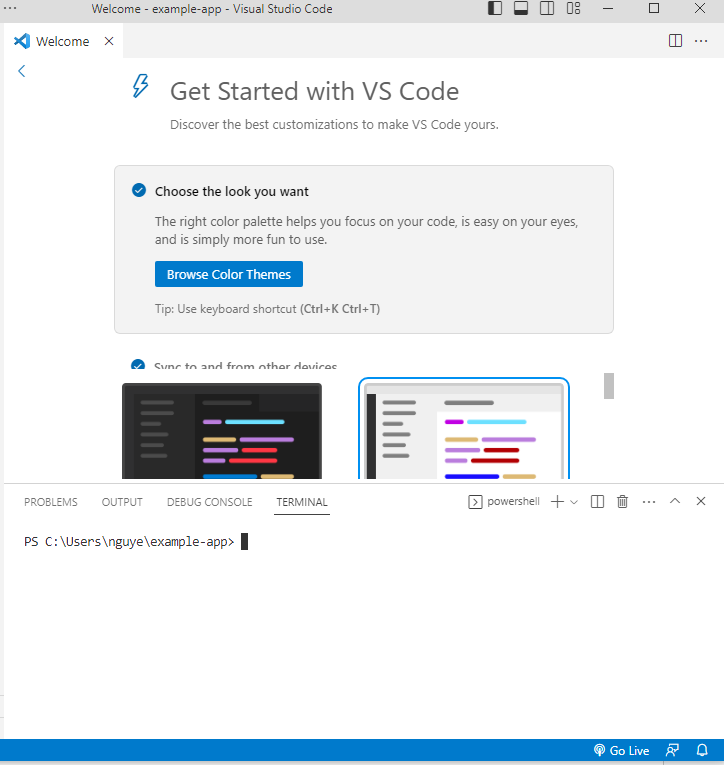 Welcome - example-app - Visual Studio Code
Welcome
Get Started with VS Code
Discover the best customizations to make VS Code yours.
Choose the look you want
The right color palette helps you focus on your code, is easy on your eyes,
and is simply more fun to use.
Browse Color Themes
Tip: Use keyboard shortcut (Ctrl+K Ctrl+T)
Sync to and from other devices
PROBLEMS OUTPUT DEBUG CONSOLE TERMINAL powershell
PS C:\Users\nguye\example-app>
Go Live